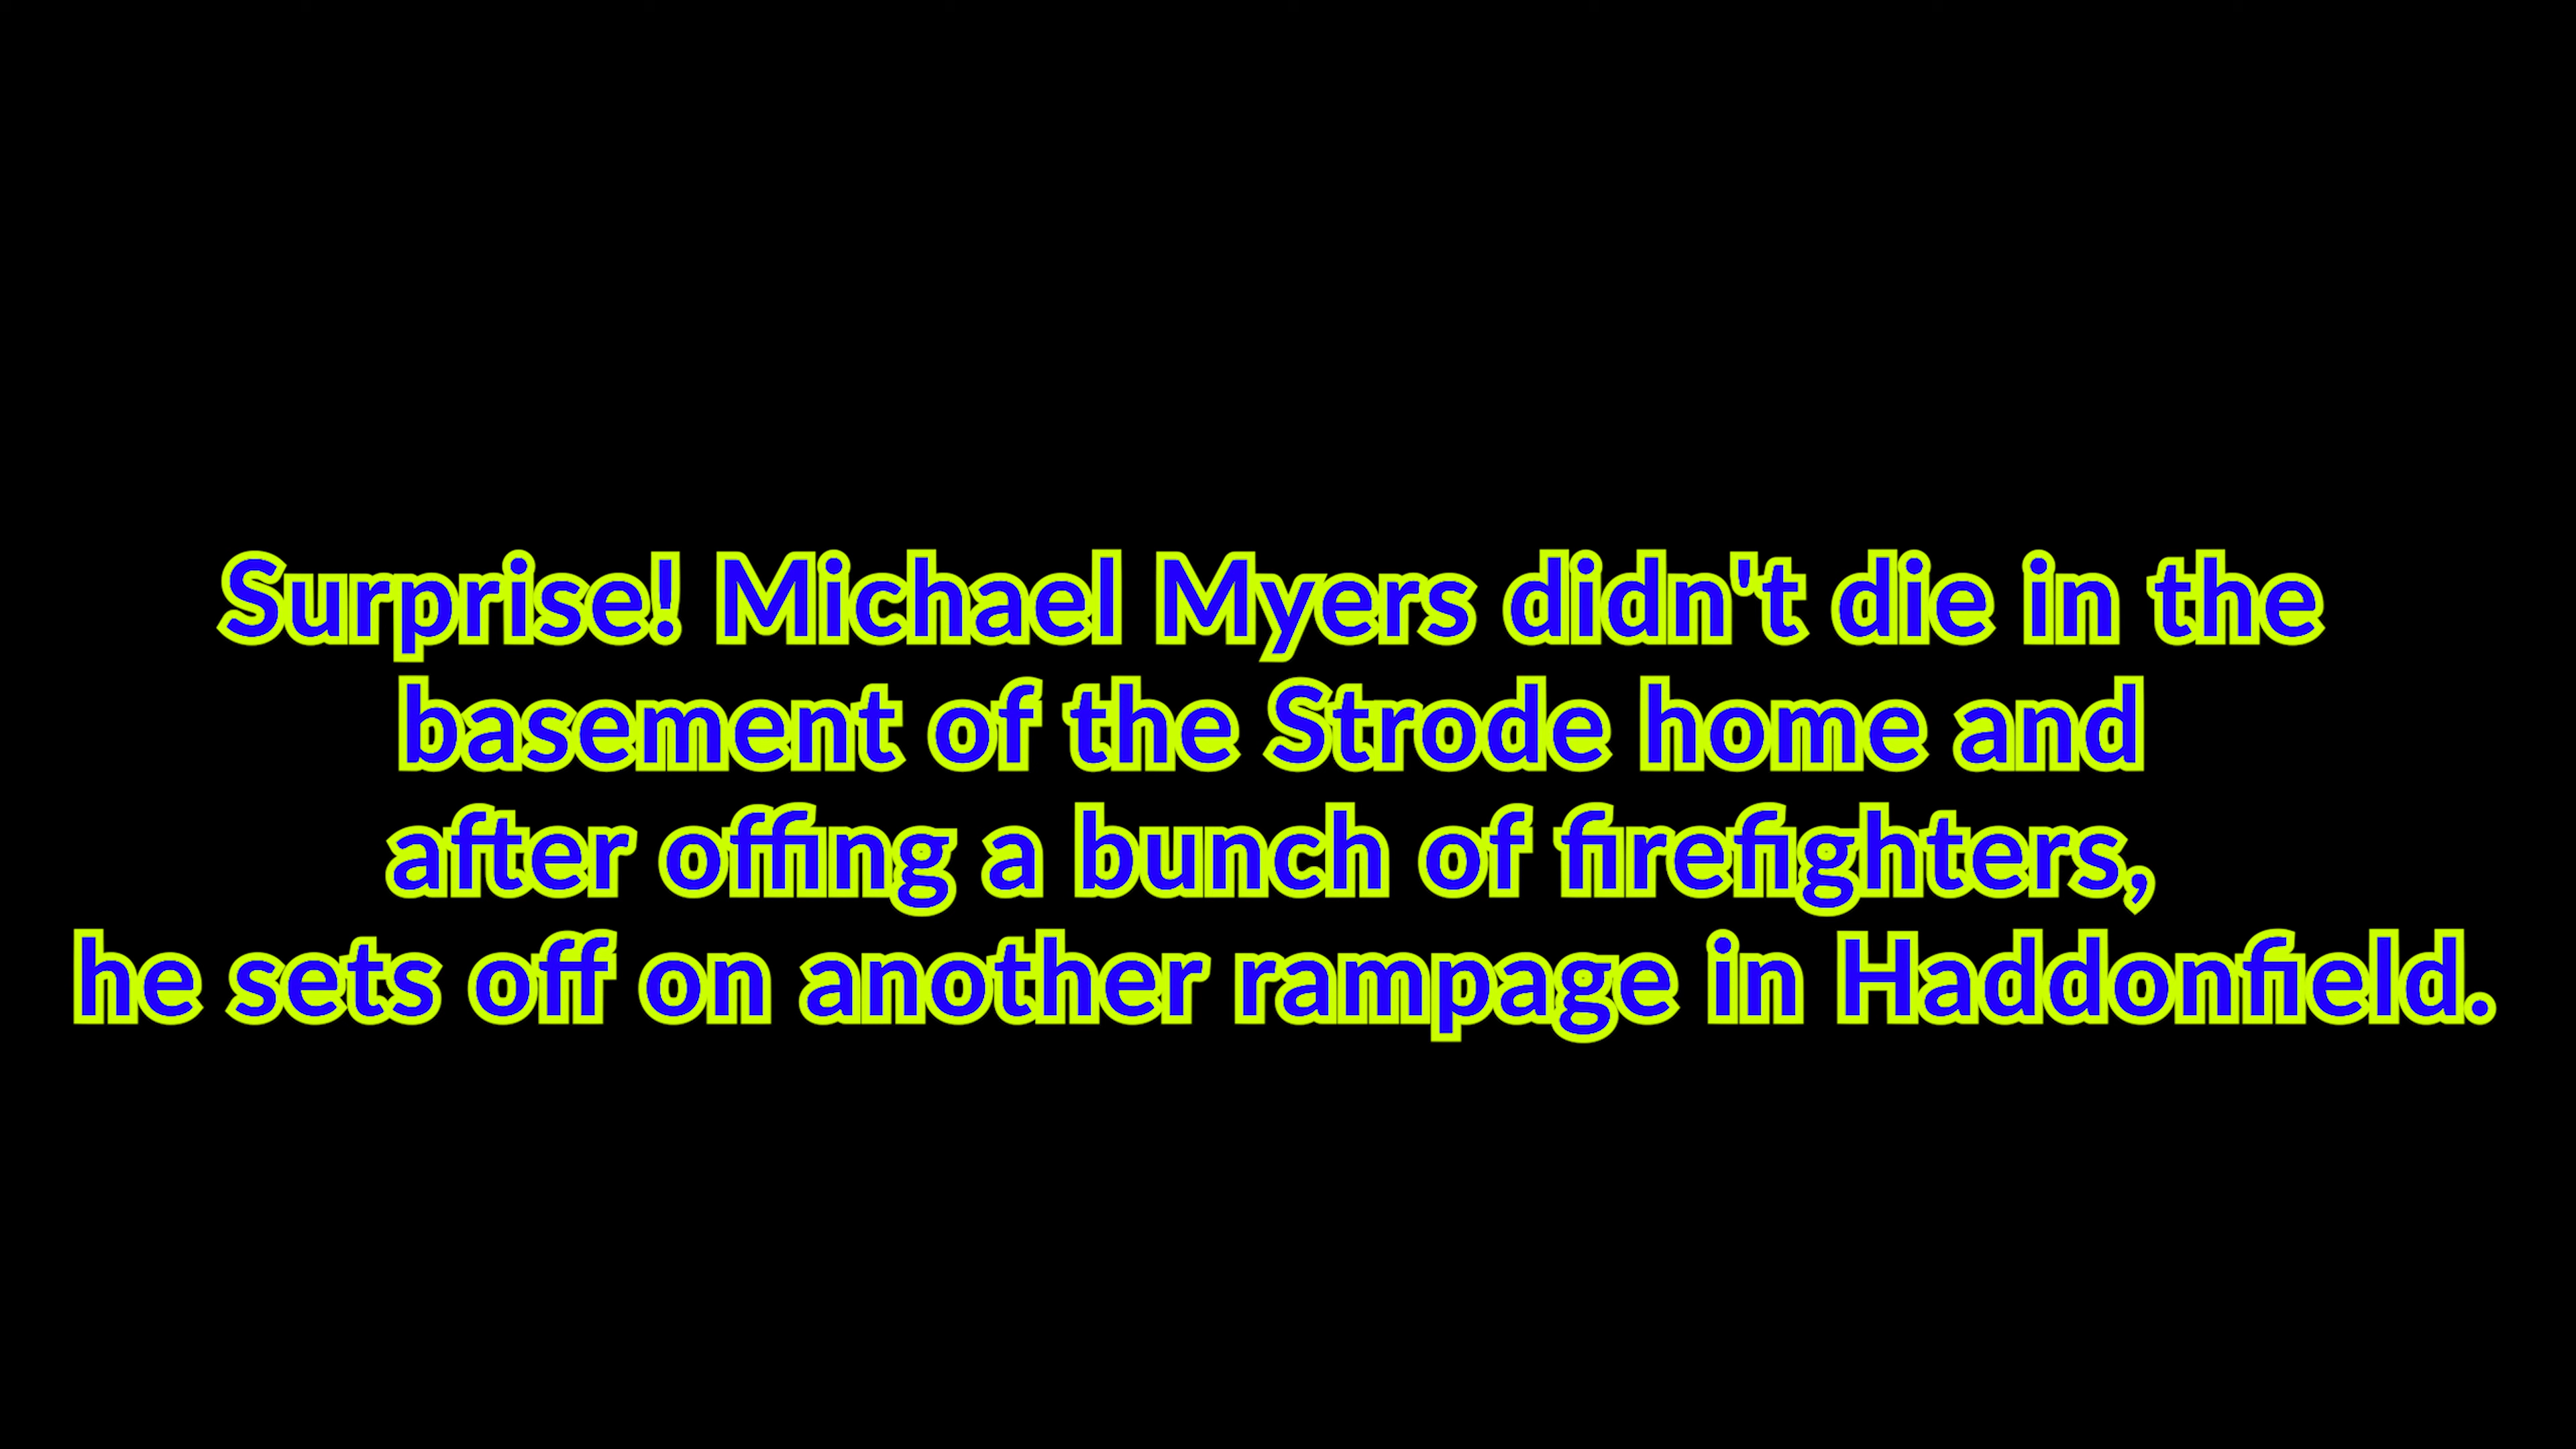 Surprise! Michael Myers didn't die in the
basement of the Strode home and
after offing a bunch of firefighters,
he sets off on another rampage in Haddonfield.